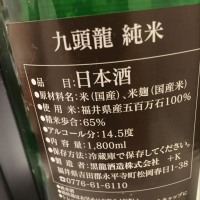 九頭龍 純米
品目:日本酒
●原材料名:米(国産)、米麹(国産米)
●使用米:福井県産五百万石100%
●精米歩合:65%
●アルコール分:14.5度
●内容量:1,800ml
●保存方法:冷蔵庫で保存してください。
●製造者:黒龍酒造株式会社 +K
福井県吉田郡永平寺町松岡春日1-38
☎0776-61-6110